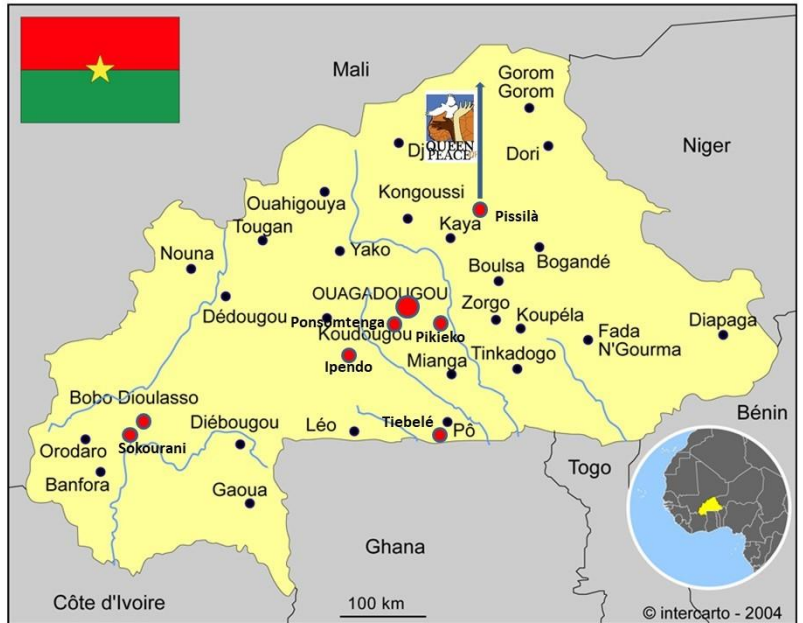 Mali
Gorom
Gorom
QUEEN
PEACE
Dj
Dori
Niger
Ouahigouya
Kongoussi
Pissilà
Tougan
Kaya
Nouna
Yako
Bogandé
Boulsa
OUAGADOUGOU
Dédougou
Ponsomtenga
Zorgo
Koupéla
Diapaga
Koudougou
Pikieko
Fada
N'Gourma
Ipendo
Mianga
Tinkadogo
Bobo Dioulasso
Bénin
Diébougou
Léo
Tiebelé
Pô
Orodaro
Sokourani
Togo
Banfora
Gaoua
Ghana
Côte d'Ivoire
100 km
© intercarto - 2004